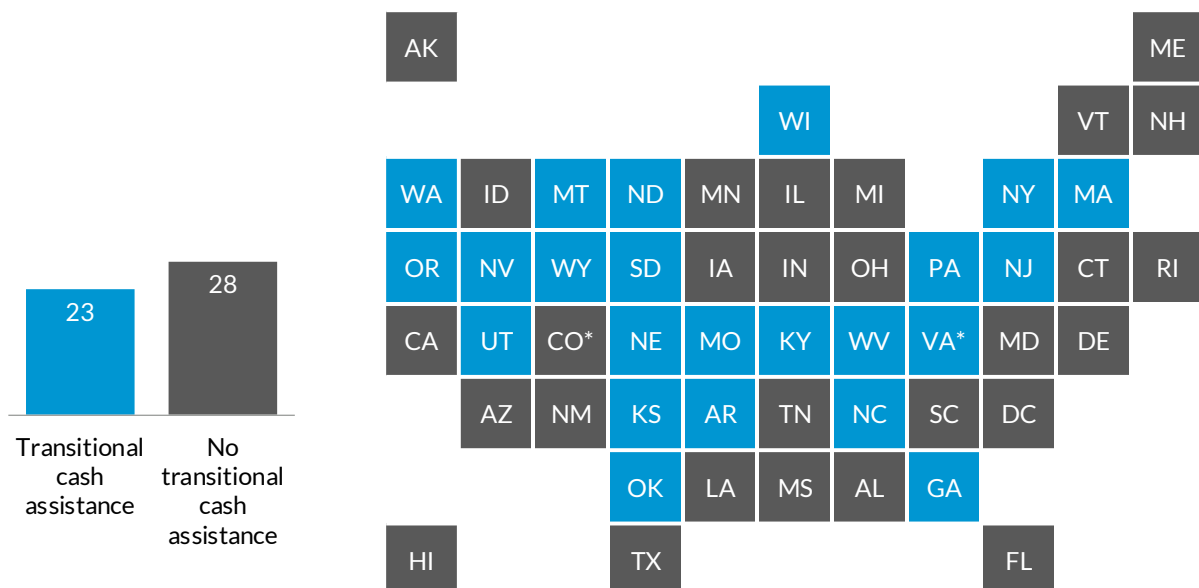 AK ME
WI VT NH
WA ID MT ND MN IL MI NY MA
OR NV WY SD IA IN OH PA NJ CT RI
CA UT CO* NE MO KY WV VA* MD DE
AZ NM KS AR TN NC SC DC
OK LA MS AL GA
HI TX FL
23 28
Transitional
cash
assistance
No
transitional
cash
assistance